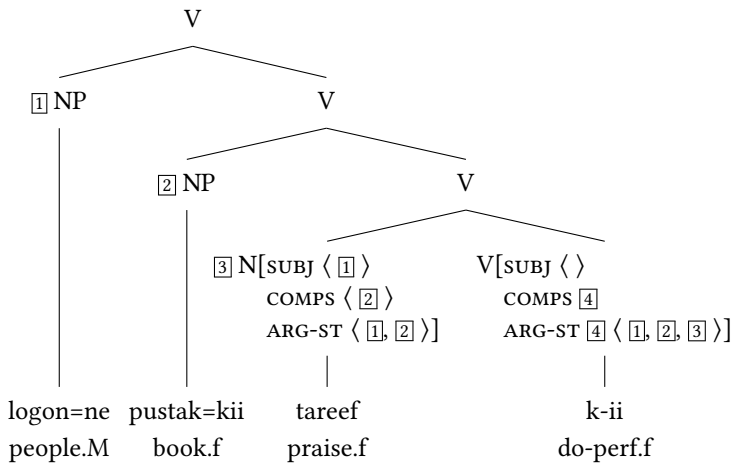 V
1 NP V
2 NP V
3 N[SUBJ ⟨ 1 ⟩ V[SUBJ ⟨ ⟩
COMPS ⟨ 2 ⟩ COMPS 4
ARG-ST ⟨ 1, 2 ⟩] ARG-ST 4 ⟨ 1, 2, 3 ⟩]
logon=ne pustak=kii tareef k-ii
people.M book.f praise.f do-perf.f